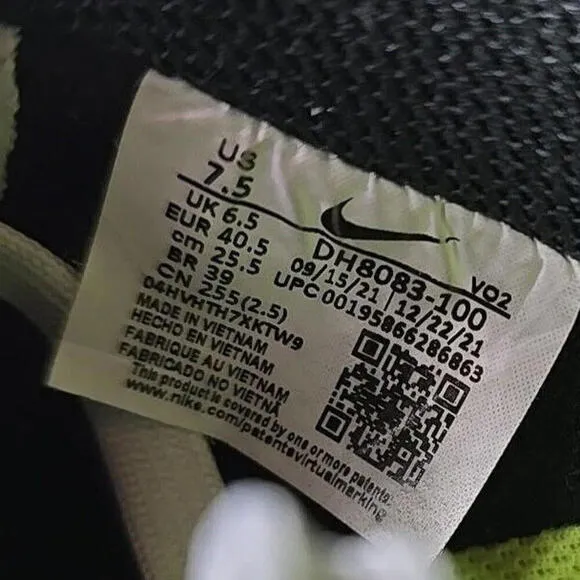 US
7.5
UK 6.5
EUR 40.5
cm 25.5
BR 39
CN 255(2.5)
04HVHTH7XKTW9
MADE IN VIETNAM
HECHO EN VIETNAM
FABRIQUE AU VIETNAM
FABRICADO NO VIETNÃ
This product is covered by one or more patents:
www.nike.com/patentsvirtualmarking
DH8083-100 V02
09/15/21 | 12/22/21
UPC 00195866286863